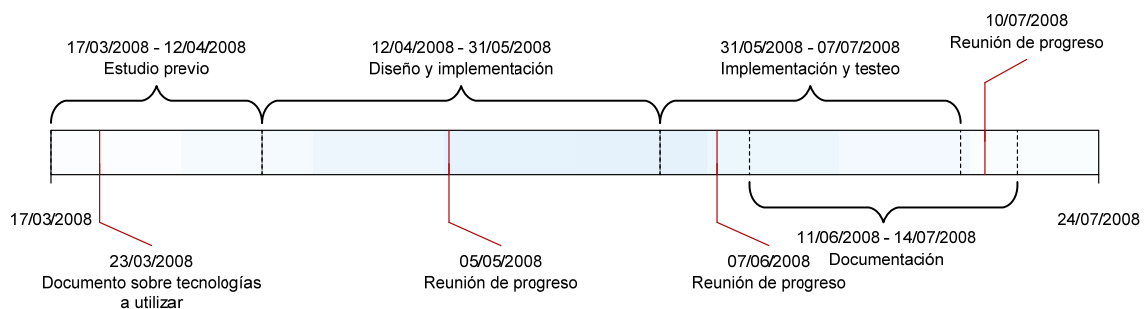 10/07/2008
Reunión de progreso
17/03/2008 - 12/04/2008
Estudio previo
12/04/2008 - 31/05/2008
Diseño y implementación
31/05/2008 - 07/07/2008
Implementación y testeo
17/03/2008
24/07/2008
23/03/2008
Documento sobre tecnologías
a utilizar
05/05/2008
Reunión de progreso
07/06/2008
Reunión de progreso
11/06/2008 - 14/07/2008
Documentación